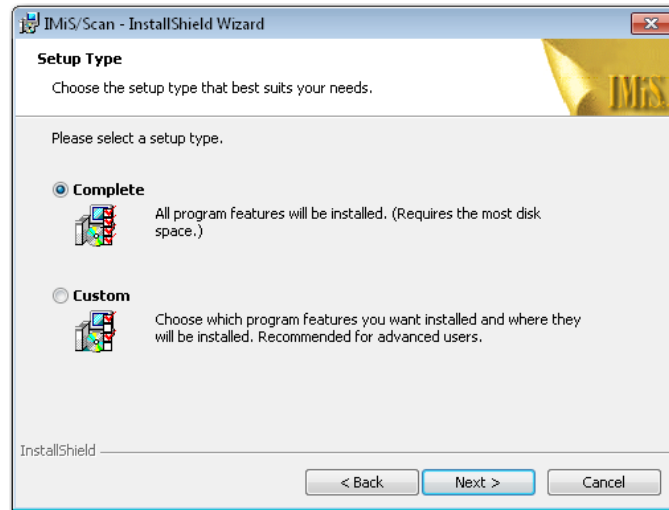 IMiS/Scan - InstallShield Wizard
Setup Type
Choose the setup type that best suits your needs.
IMiS
Please select a setup type.
Complete
All program features will be installed. (Requires the most disk
space.)
Custom
Choose which program features you want installed and where they
will be installed. Recommended for advanced users.
InstallShield
< Back Next > Cancel